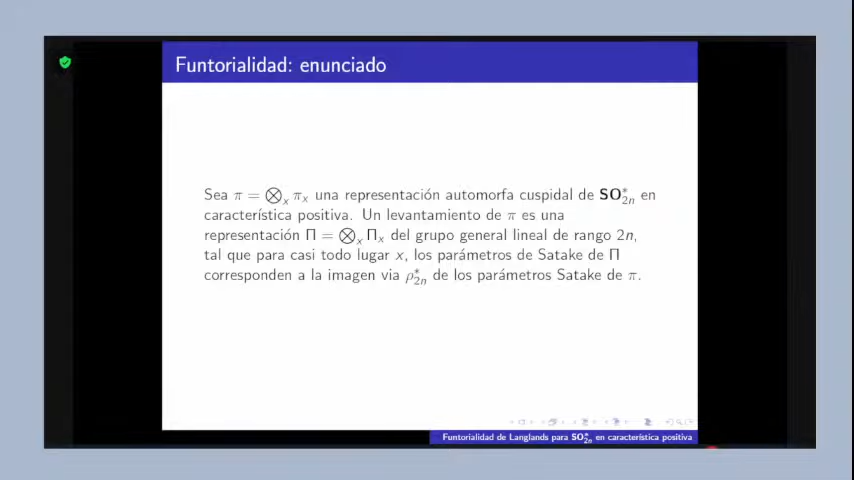 Funtorialidad: enunciado
Sea π = ⊗ₓ πₓ una representación automorfa cuspidal de SO*₂ₙ en
característica positiva. Un levantamiento de π es una
representación Π = ⊗ₓ Πₓ del grupo general lineal de rango 2n,
tal que para casi todo lugar x, los parámetros de Satake de Π
corresponden a la imagen via ρ*₂ₙ de los parámetros Satake de π.
Funtorialidad de Langlands para SO*₂ₙ en característica positiva